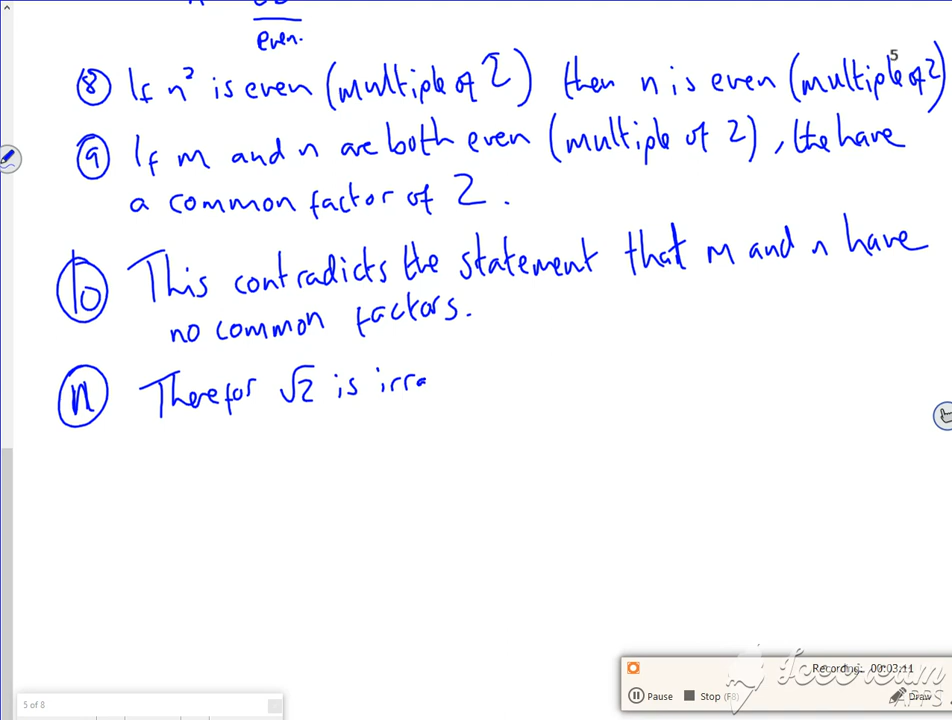 even.
5
⑧ If n² is even (multiple of 2) then n is even (multiple of 2)
⑨ If m and n are both even (multiple of 2), the have
a common factor of 2.
⑩ This contradicts the statement that m and n have
no common factors.
⑪ Therefor √2 is irra
5 of 8
Recording: 00:03:11
Pause Stop (F8) Draw
Icecream
APPS